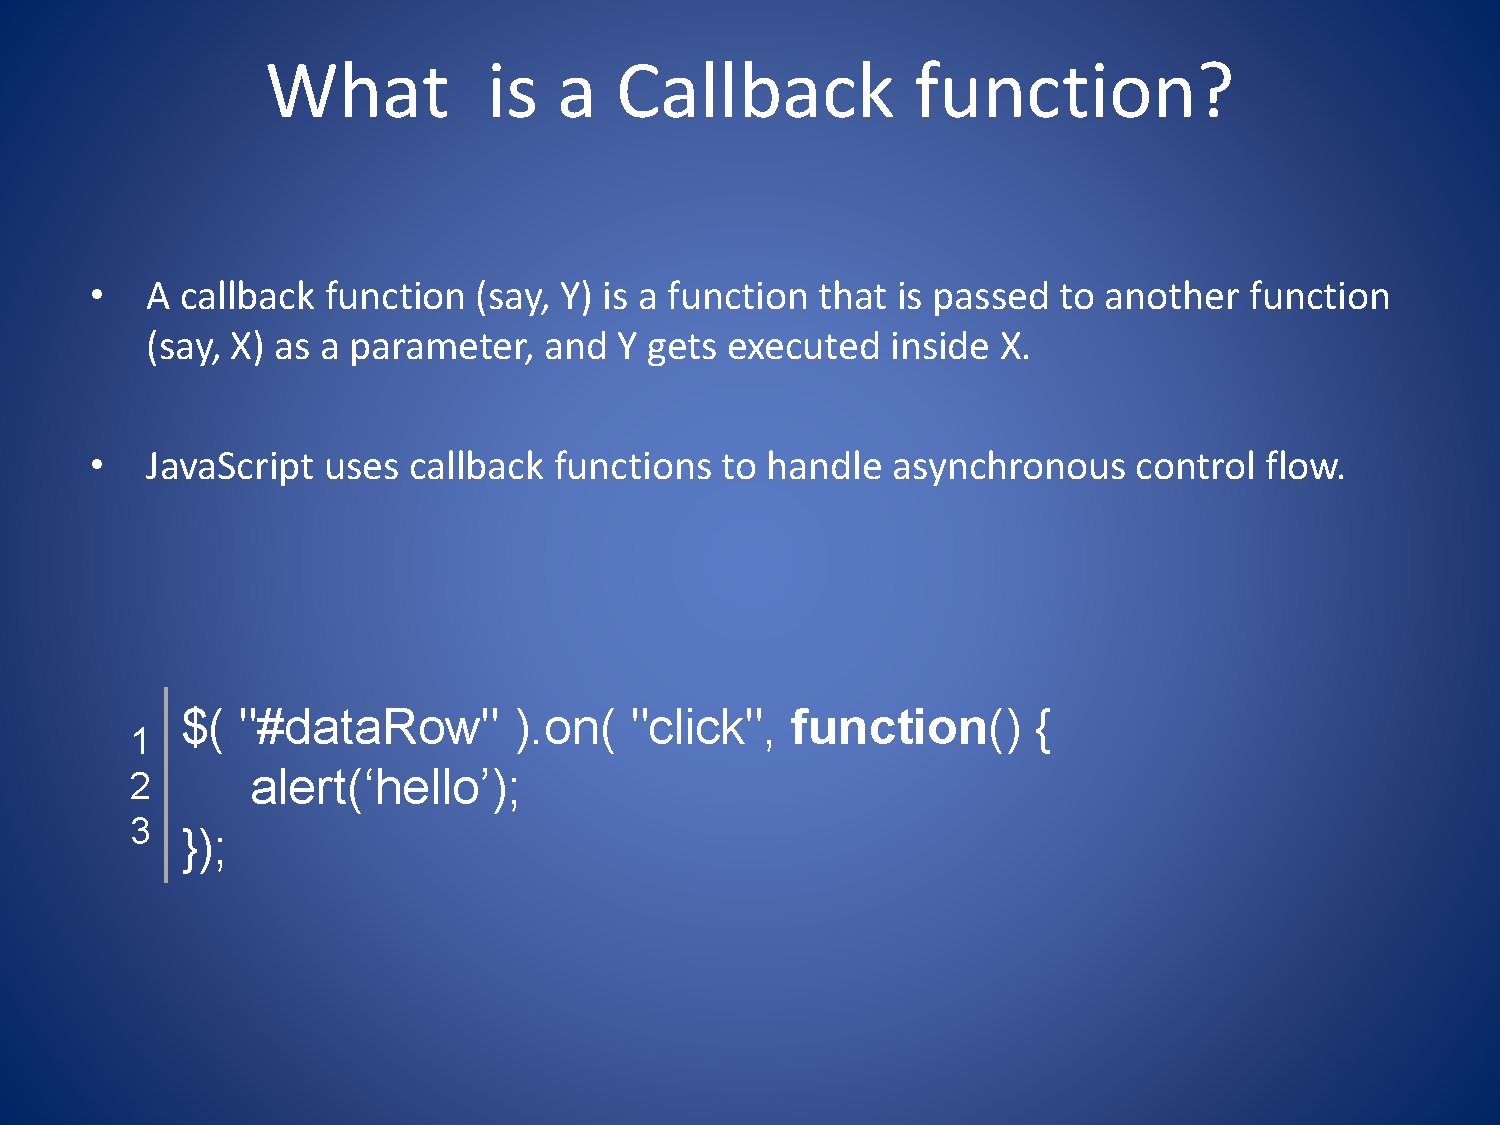 What is a Callback function?
• A callback function (say, Y) is a function that is passed to another function
(say, X) as a parameter, and Y gets executed inside X.
• JavaScript uses callback functions to handle asynchronous control flow.
1 $( "#dataRow" ).on( "click", function() {
2 alert(‘hello’);
3 });